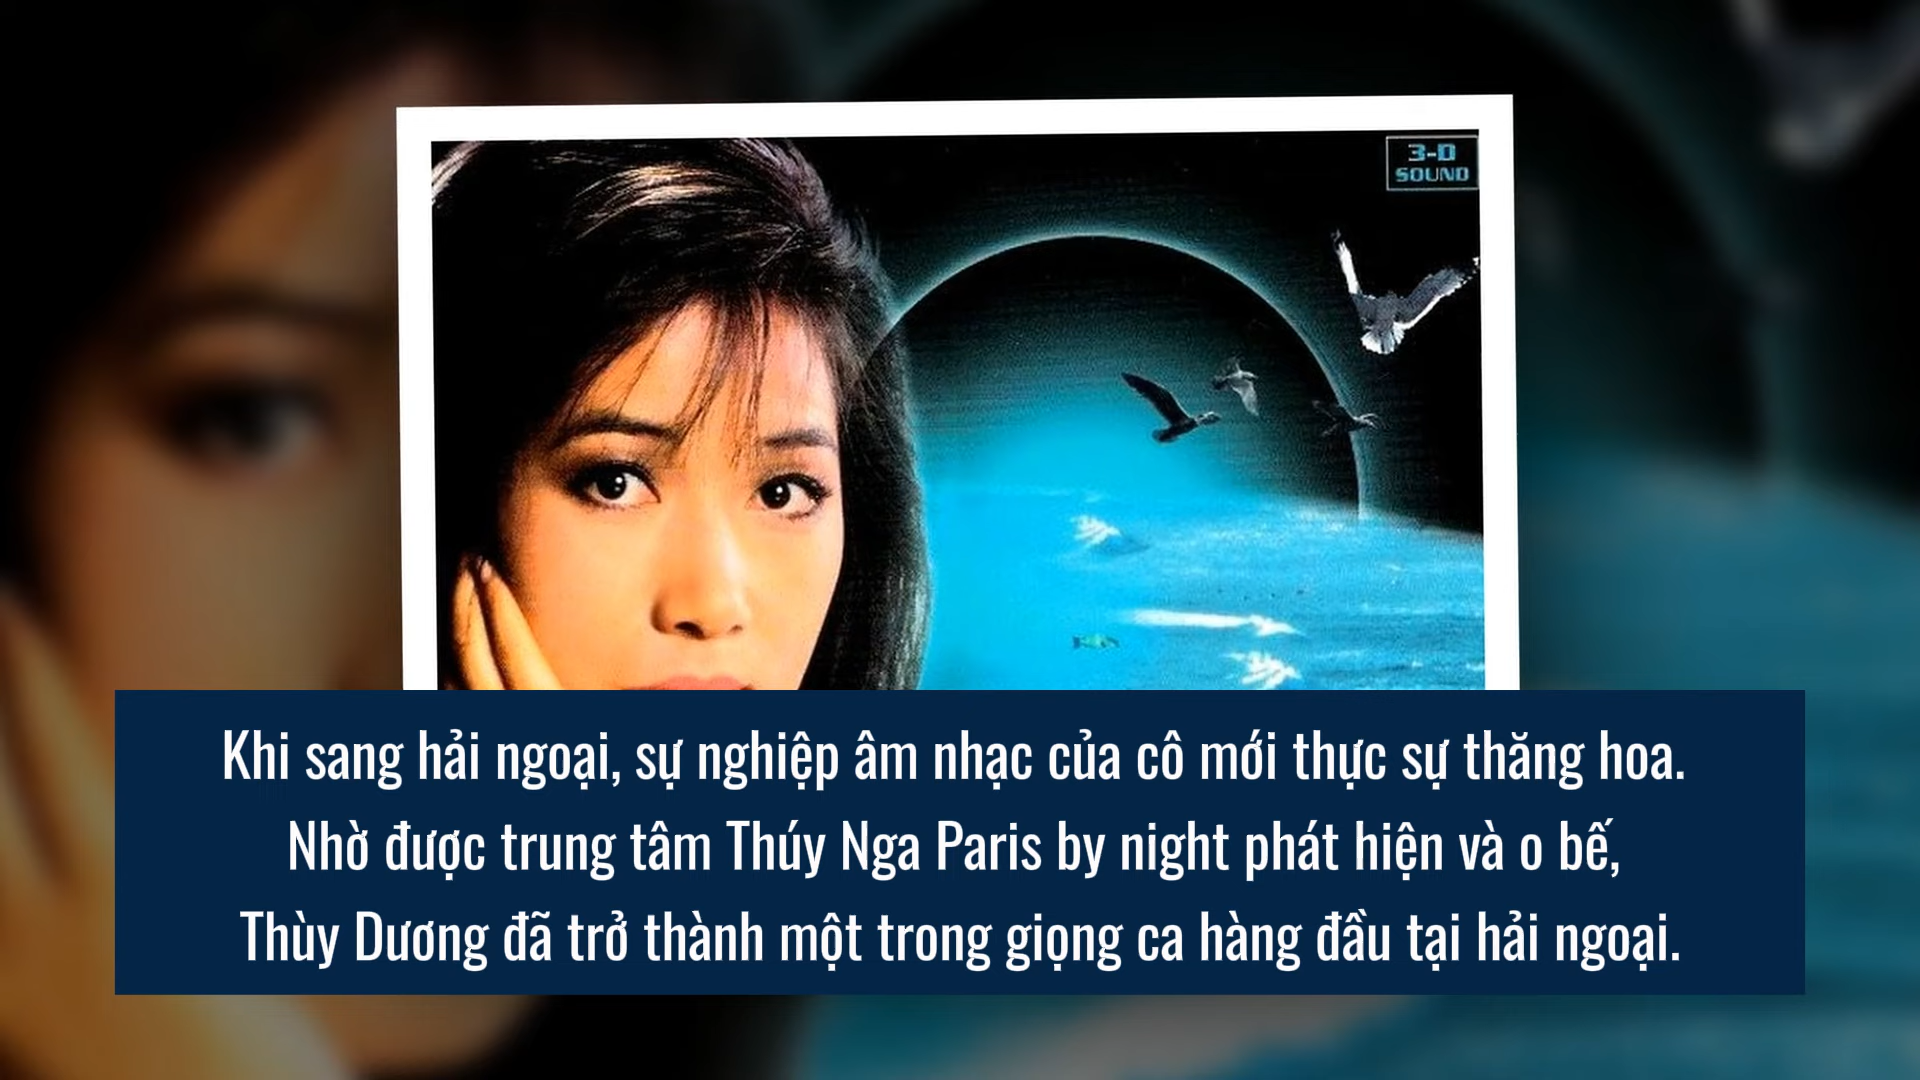 3-D
SOUND
Khi sang hải ngoại, sự nghiệp âm nhạc của cô mới thực sự thăng hoa.
Nhờ được trung tâm Thúy Nga Paris by night phát hiện và o bế,
Thùy Dương đã trở thành một trong giọng ca hàng đầu tại hải ngoại.